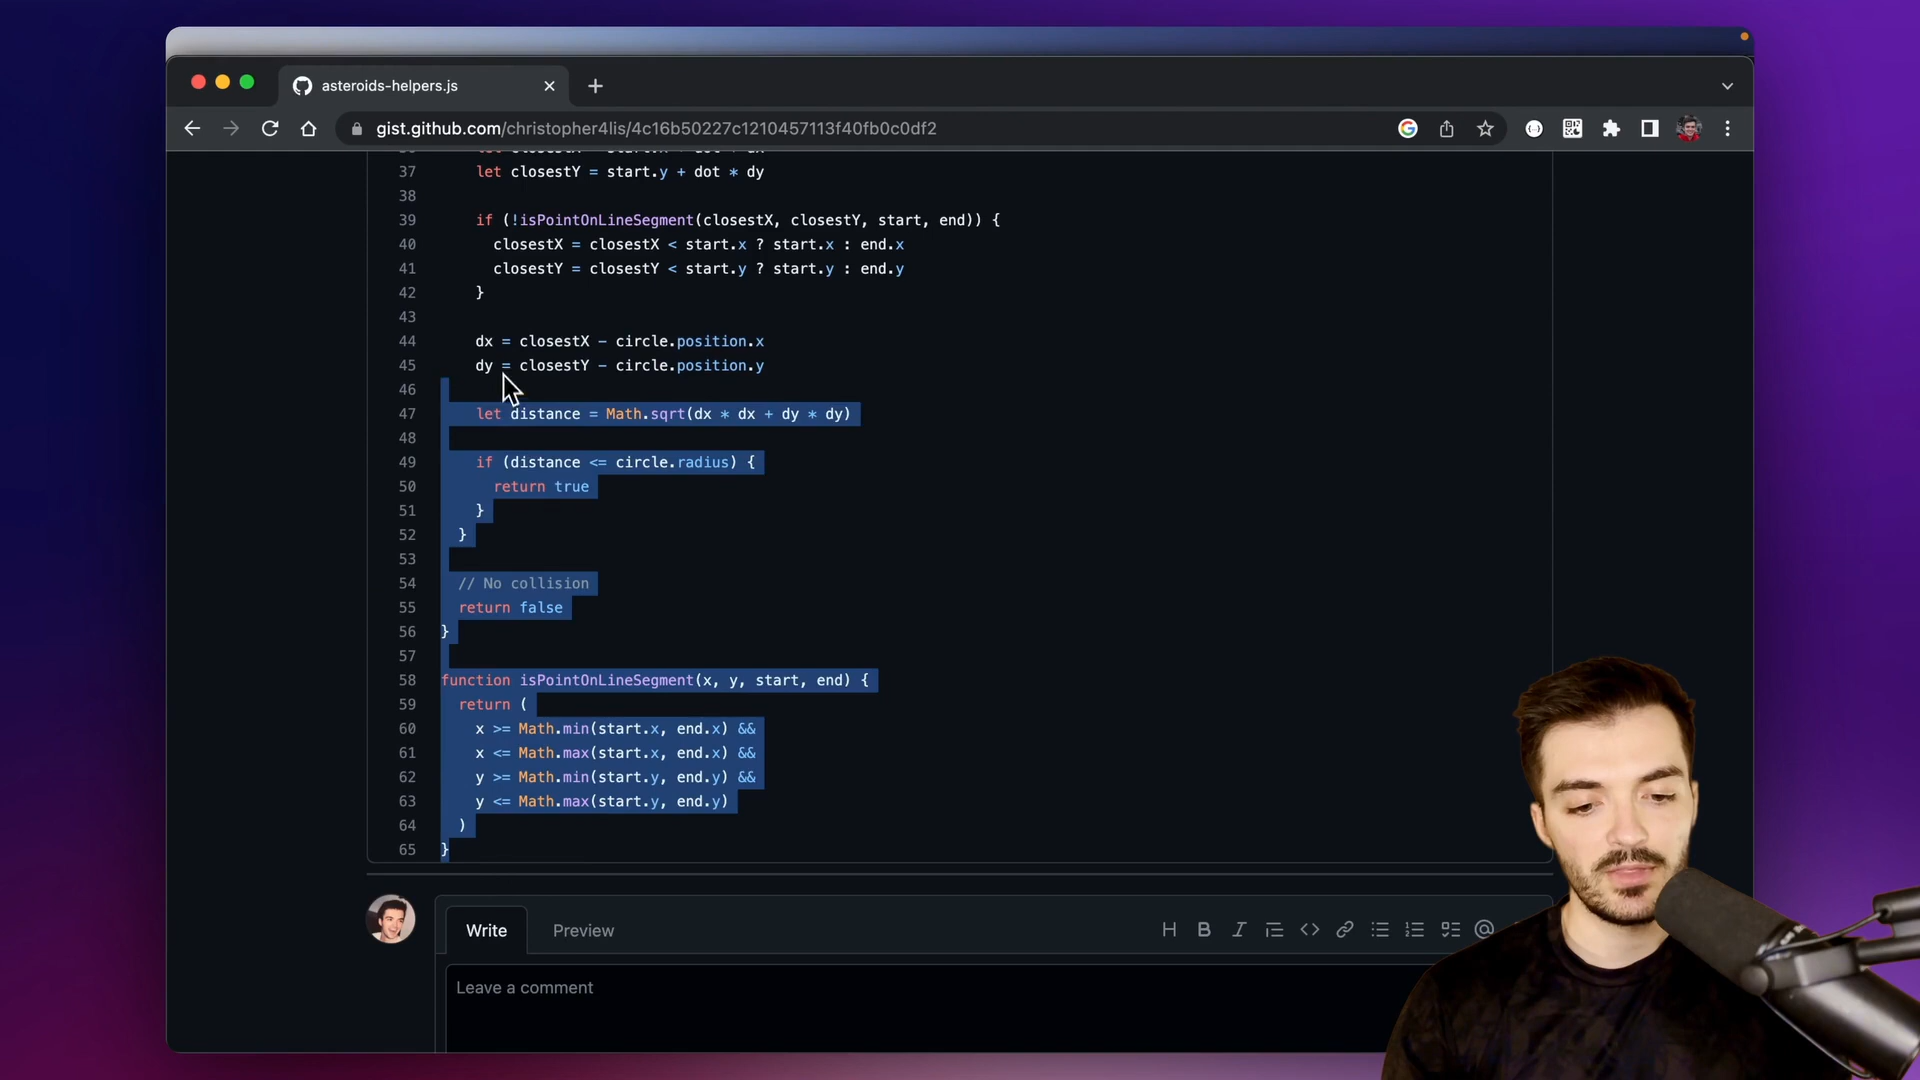 asteroids-helpers.js
gist.github.com/christopher4lis/4c16b50227c1210457113f40fb0c0df2
37 let closestY = start.y + dot * dy
38
39 if (!isPointOnLineSegment(closestX, closestY, start, end)) {
40 closestX = closestX < start.x ? start.x : end.x
41 closestY = closestY < start.y ? start.y : end.y
42 }
43
44 dx = closestX - circle.position.x
45 dy = closestY - circle.position.y
46
47 let distance = Math.sqrt(dx * dx + dy * dy)
48
49 if (distance <= circle.radius) {
50 return true
51 }
52 }
53
54 // No collision
55 return false
56 }
57
58 function isPointOnLineSegment(x, y, start, end) {
59 return (
60 x >= Math.min(start.x, end.x) &&
61 x <= Math.max(start.x, end.x) &&
62 y >= Math.min(start.y, end.y) &&
63 y <= Math.max(start.y, end.y)
64 )
65 }
Write Preview
Leave a comment